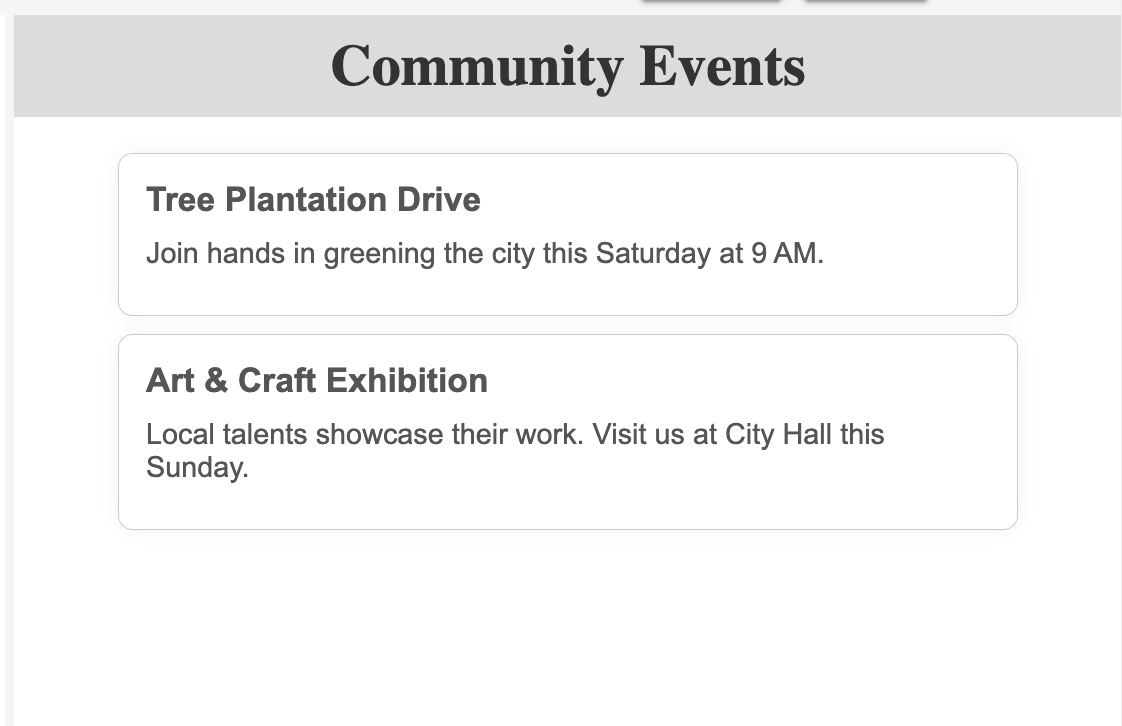 Community Events
Tree Plantation Drive
Join hands in greening the city this Saturday at 9 AM.
Art & Craft Exhibition
Local talents showcase their work. Visit us at City Hall this
Sunday.